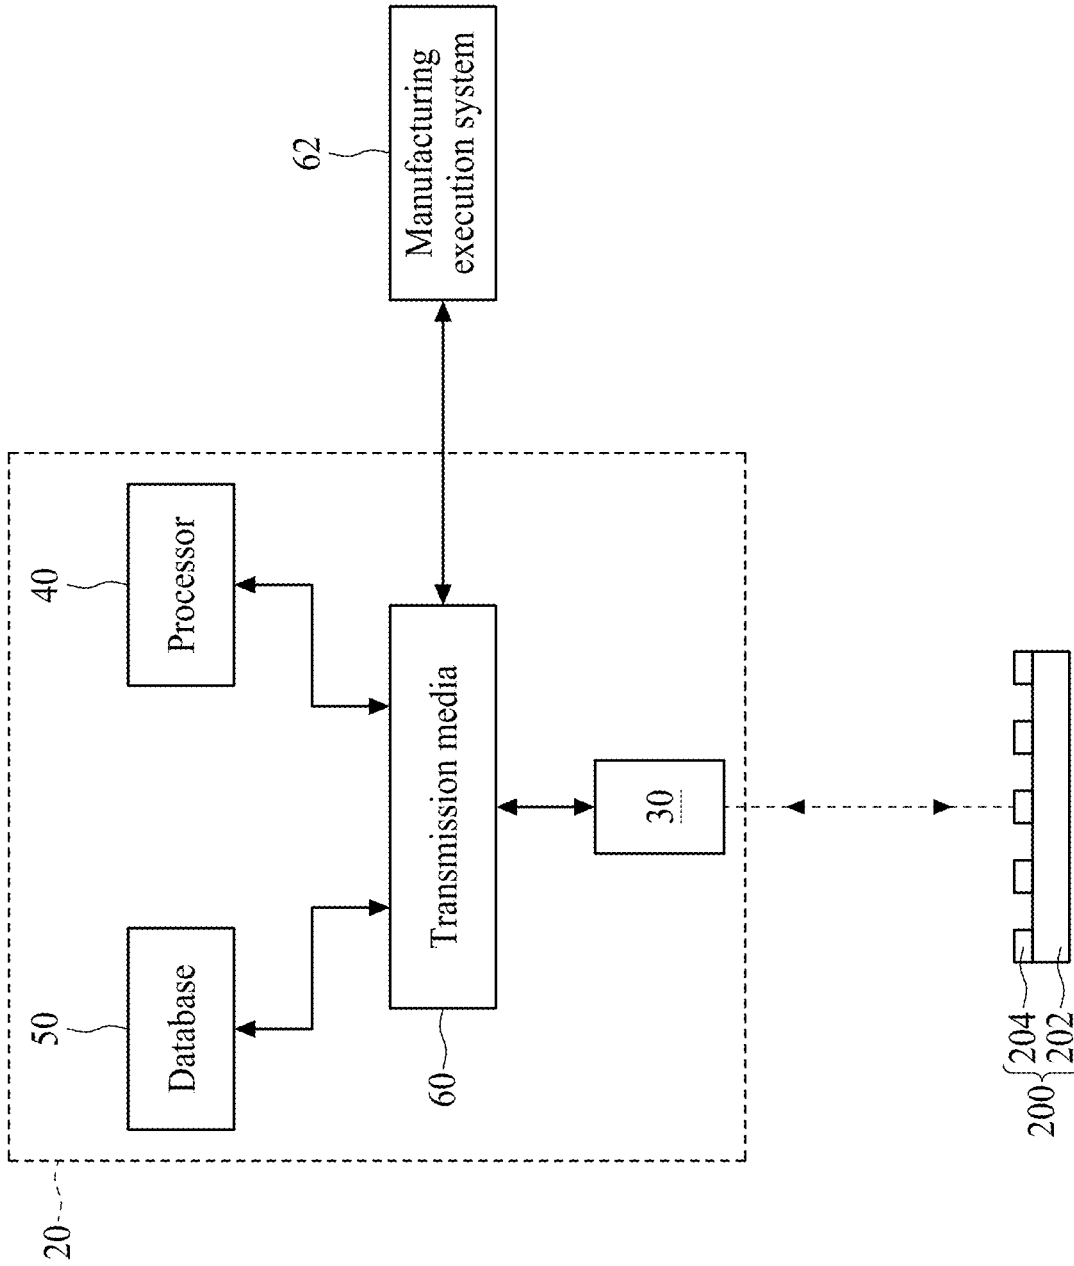 20
50
Database
40
Processor
60
Transmission media
62
Manufacturing
execution system
30
200
204
202